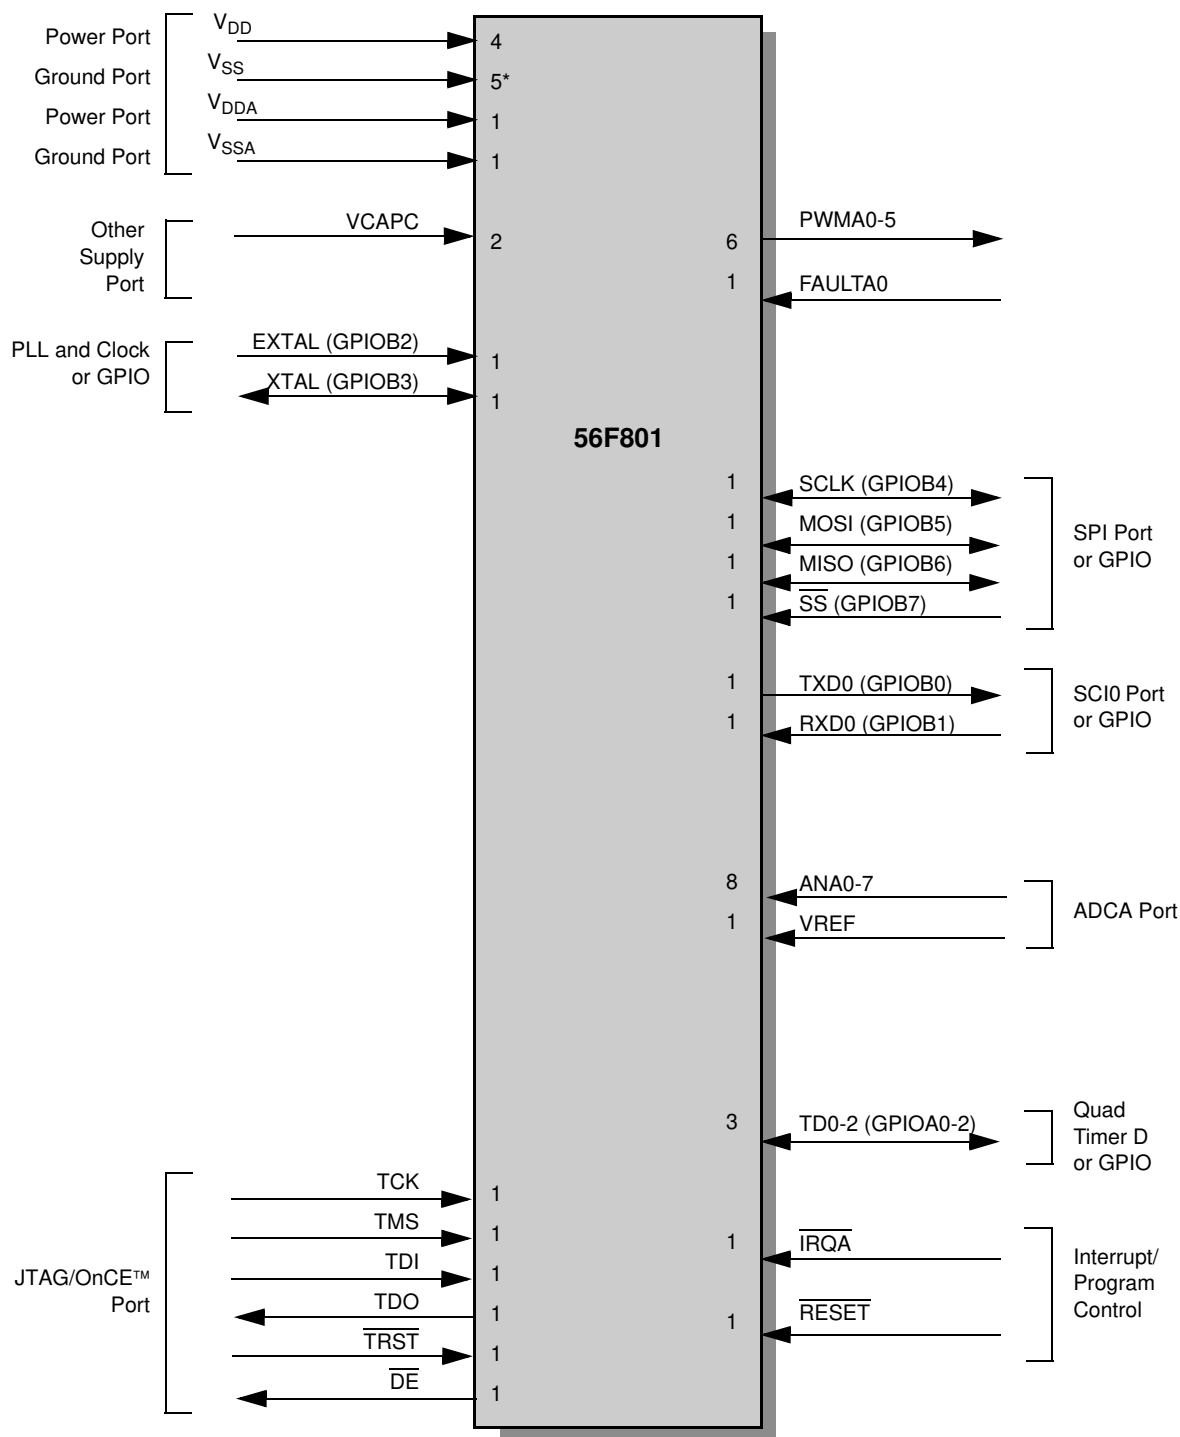 Power Port
VDD
4
Ground Port
VSS
5*
Power Port
VDDA
1
Ground Port
VSSA
1
Other
Supply
Port
VCAPC
2
6
PWMA0-5
1
FAULTA0
PLL and Clock
or GPIO
EXTAL (GPIOB2)
1
XTAL (GPIOB3)
1
56F801
1
SCLK (GPIOB4)
1
MOSI (GPIOB5)
1
MISO (GPIOB6)
1
SS (GPIOB7)
SPI Port
or GPIO
1
TXD0 (GPIOB0)
1
RXD0 (GPIOB1)
SCI0 Port
or GPIO
8
ANA0-7
1
VREF
ADCA Port
3
TD0-2 (GPIOA0-2)
Quad
Timer D
or GPIO
JTAG/OnCE™
Port
TCK
1
TMS
1
TDI
1
TDO
1
TRST
1
DE
1
1
IRQA
1
RESET
Interrupt/
Program
Control